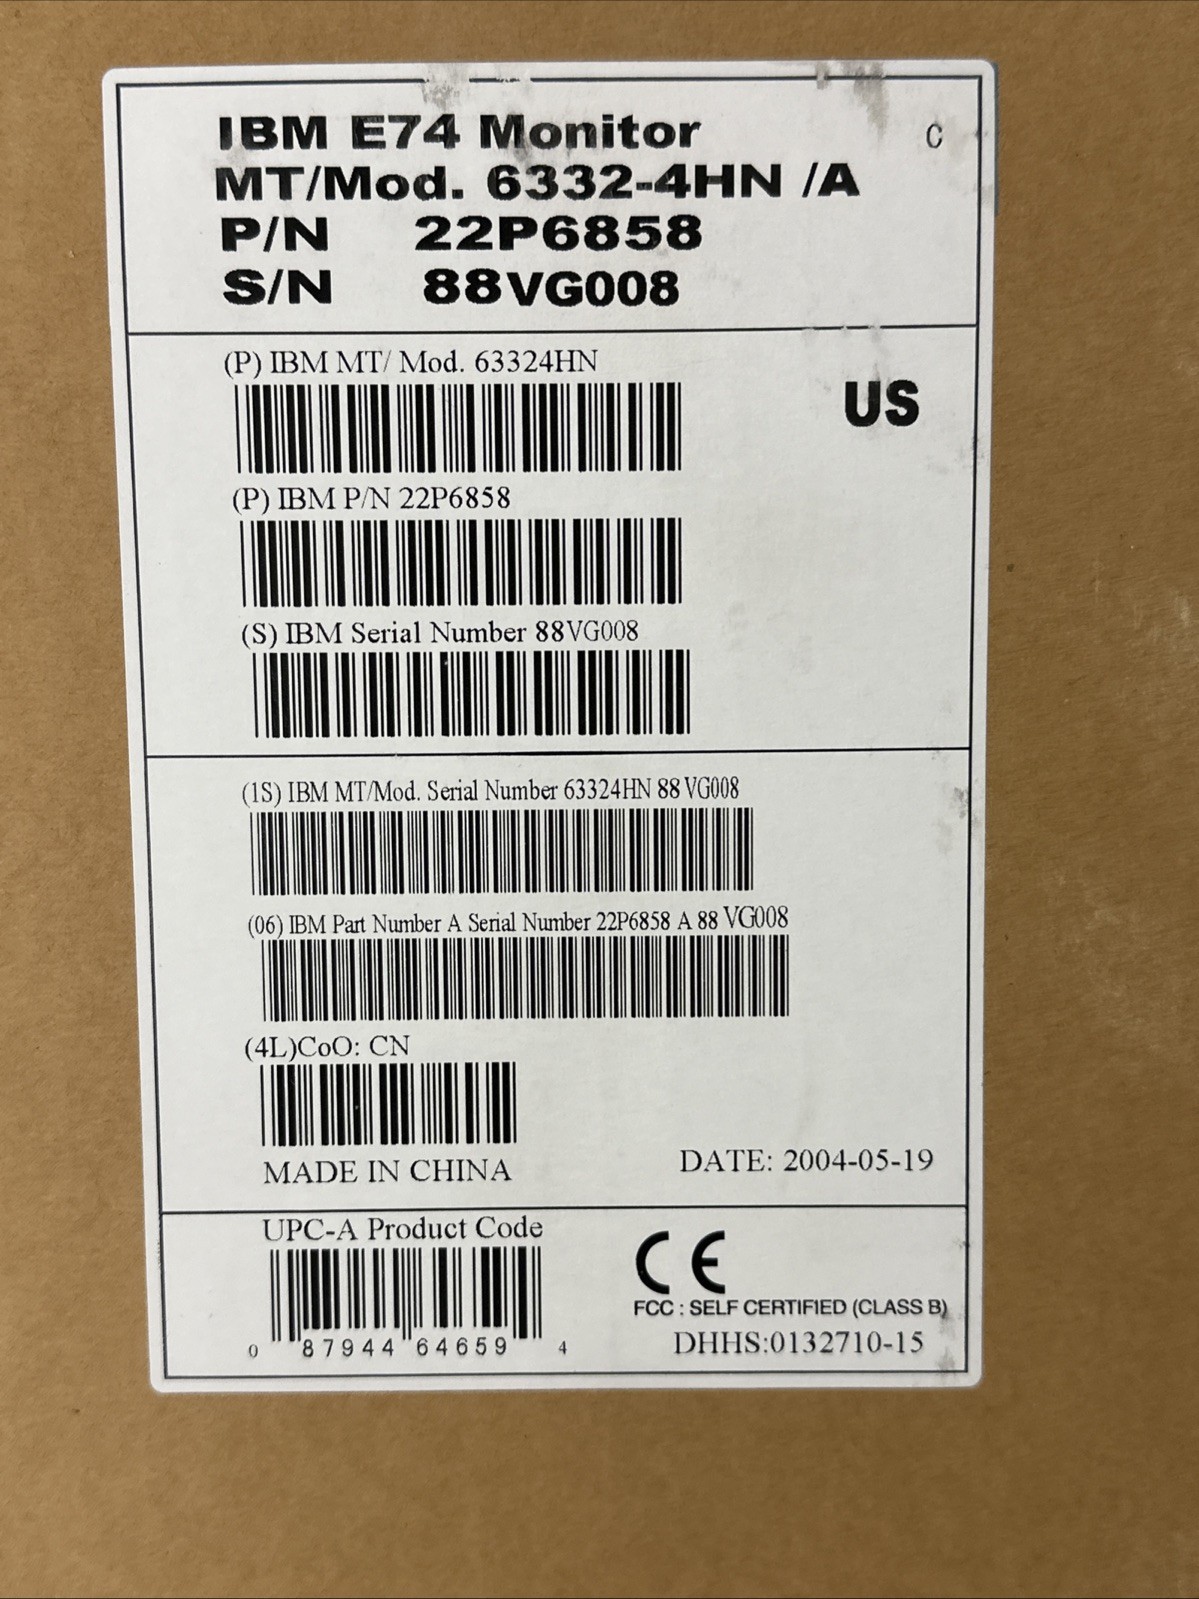 IBM E74 Monitor
C
MT/Mod. 6332-4HN /A
P/N 22P6858
S/N 88VG008
(P) IBM MT/ Mod. 63324HN
US
(P) IBM P/N 22P6858
(S) IBM Serial Number 88VG008
(1S) IBM MT/Mod. Serial Number 63324HN 88 VG008
(06) IBM Part Number A Serial Number 22P6858 A 88 VG008
(4L)CoO: CN
MADE IN CHINA
DATE: 2004-05-19
UPC-A Product Code
CE
FCC : SELF CERTIFIED (CLASS B)
DHHS:0132710-15
0 87944 64659 4